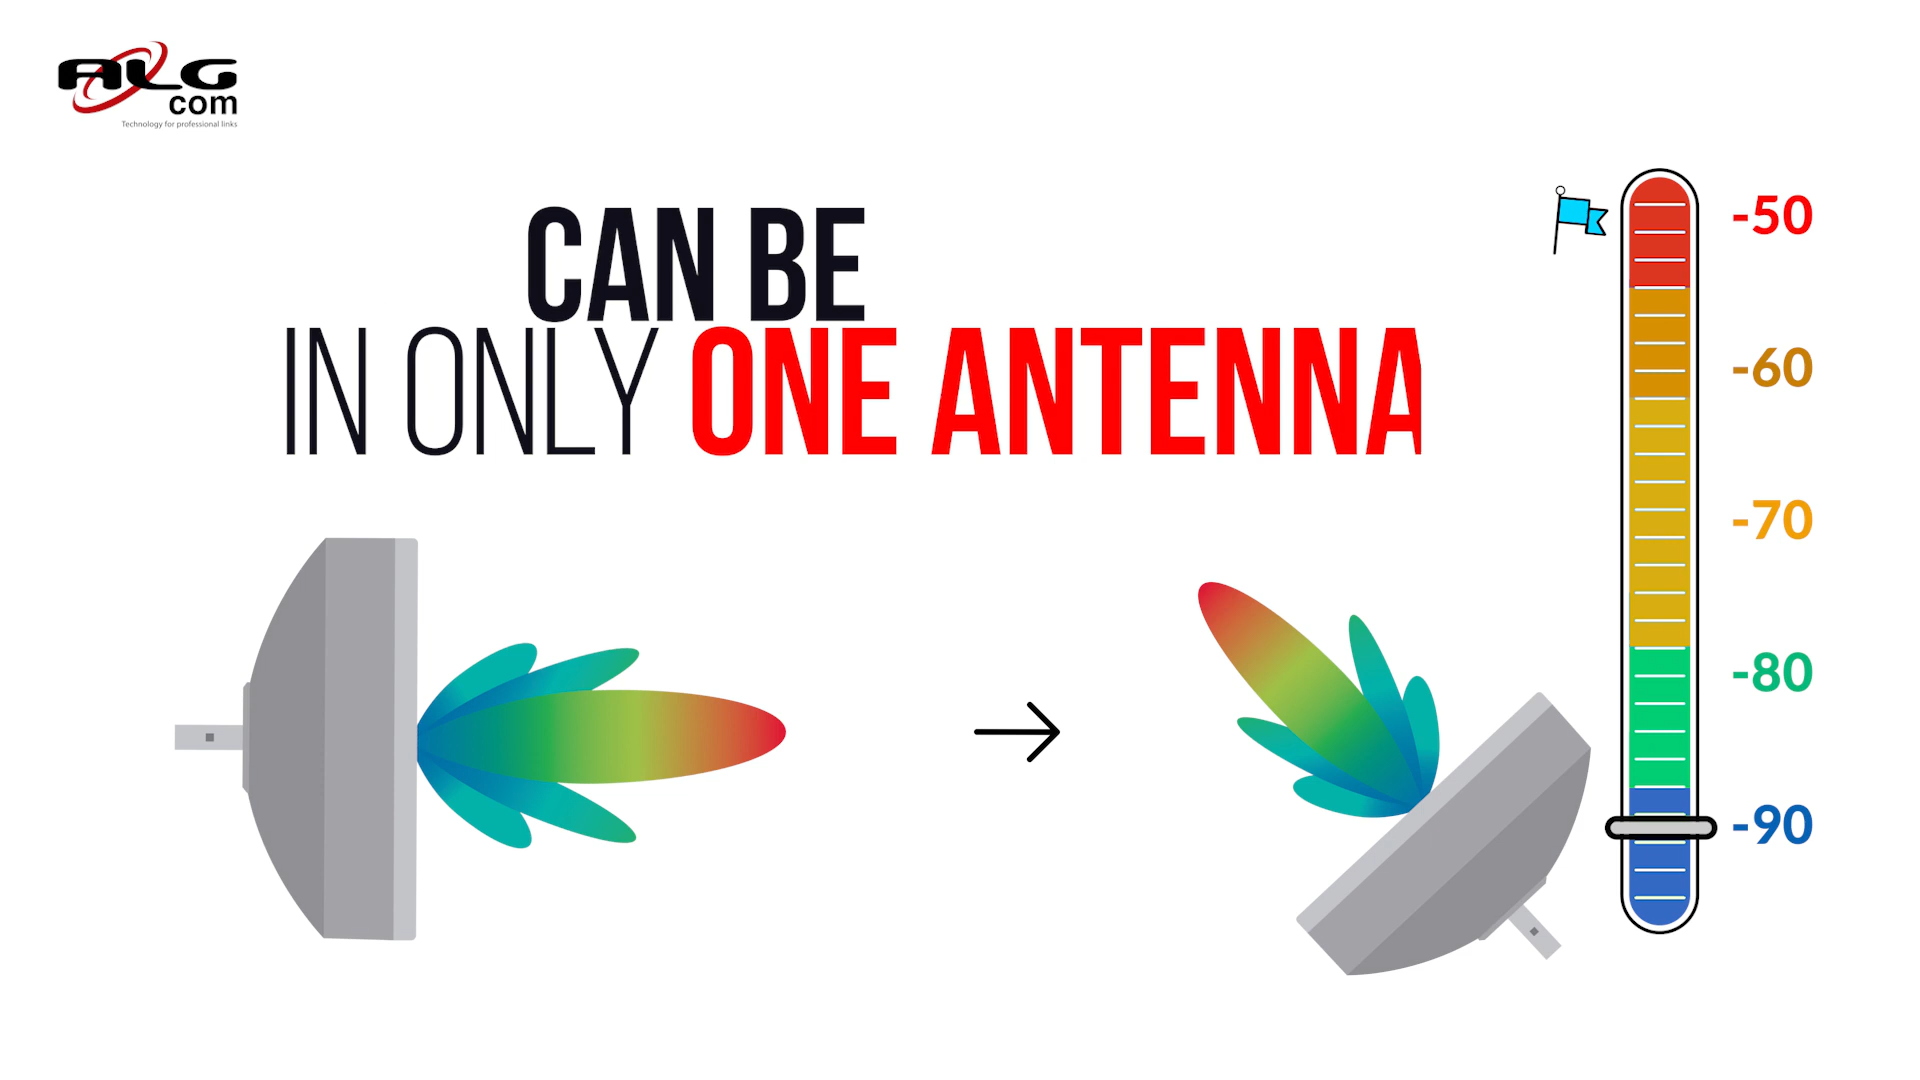 ALG
com
Technology for professional links
CAN BE
IN ONLY ONE ANTENNA
-50
-60
-70
-80
-90